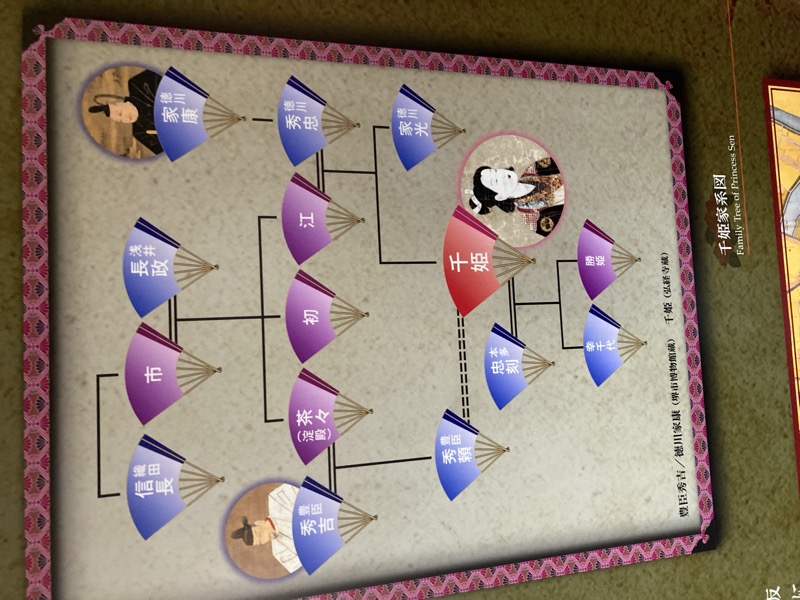 織田
信長
市
浅井
長政
徳川
家康
豊臣
秀吉
茶々
(淀殿)
初
江
徳川
秀忠
徳川
家光
豊臣
秀頼
千姫
本多
忠刻
幸千代
勝姫
豊臣秀吉/徳川家康(堺市博物館蔵) 千姫(弘経寺蔵)
千姫家系図
Family Tree of Princess Sen
に